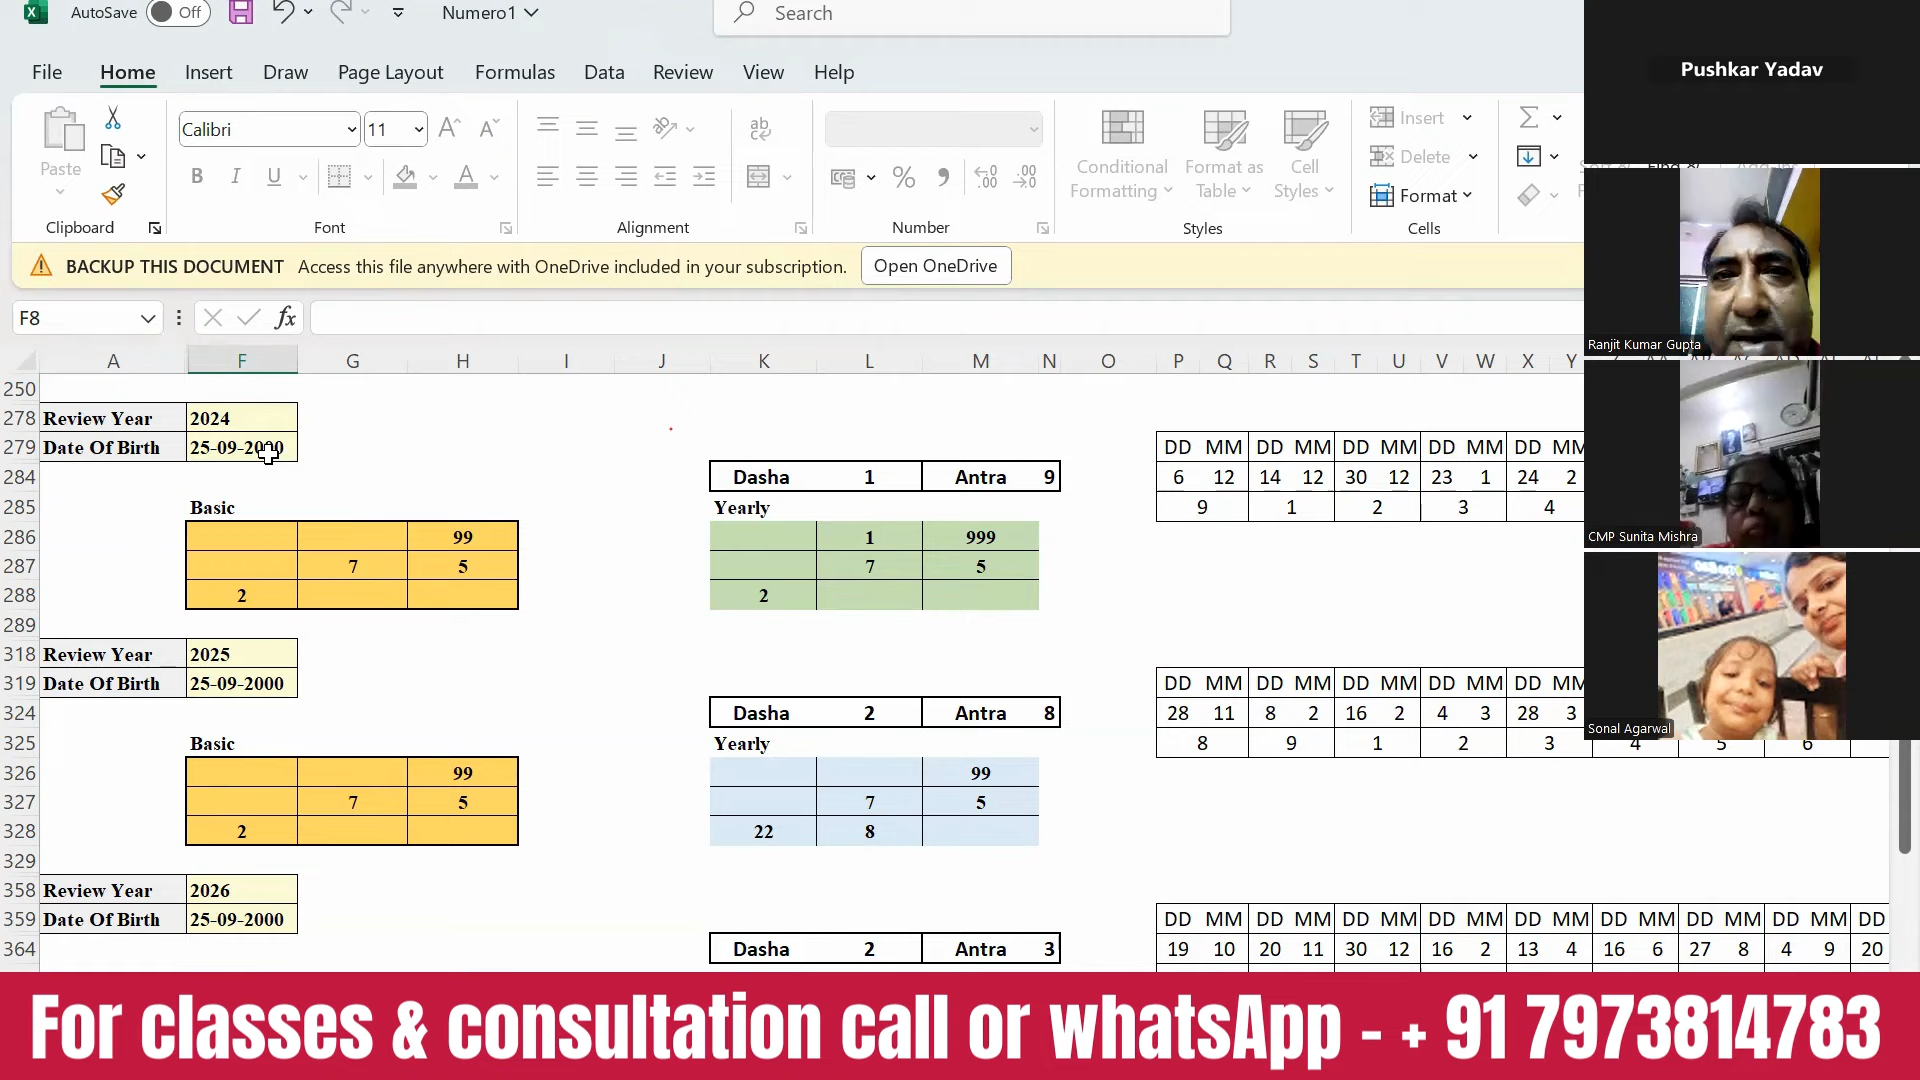 AutoSave Off Numero1 Search
File Home Insert Draw Page Layout Formulas Data Review View Help
Paste Calibri 11 Conditional Formatting Format as Table Cell Styles Insert Delete Format
Clipboard Font Alignment Number Styles Cells
BACKUP THIS DOCUMENT Access this file anywhere with OneDrive included in your subscription. Open OneDrive
F8 fx
A F G H I J K L M N O P Q R S T U V W X Y
250
278 Review Year 2024
279 Date Of Birth 25-09-2000 DD MM DD MM DD MM DD MM DD MM
284 Dasha 1 Antra 9 6 12 14 12 30 12 23 1 24 2
285 Basic Yearly 9 1 2 3 4
286 99 1 999
287 7 5 7 5
288 2 2
289
318 Review Year 2025
319 Date Of Birth 25-09-2000 DD MM DD MM DD MM DD MM DD MM
324 Dasha 2 Antra 8 28 11 8 2 16 2 4 3 28 3
325 Basic Yearly 8 9 1 2 3 4 5 6
326 99 99
327 7 5 7 5
328 2 22 8
329
358 Review Year 2026
359 Date Of Birth 25-09-2000 DD MM DD MM DD MM DD MM DD MM DD MM DD MM DD MM DD
364 Dasha 2 Antra 3 19 10 20 11 30 12 16 2 13 4 16 6 27 8 4 9 20
Pushkar Yadav
Ranjit Kumar Gupta
CMP Sunita Mishra
Sonal Agarwal
For classes & consultation call or whatsApp - + 91 7973814783